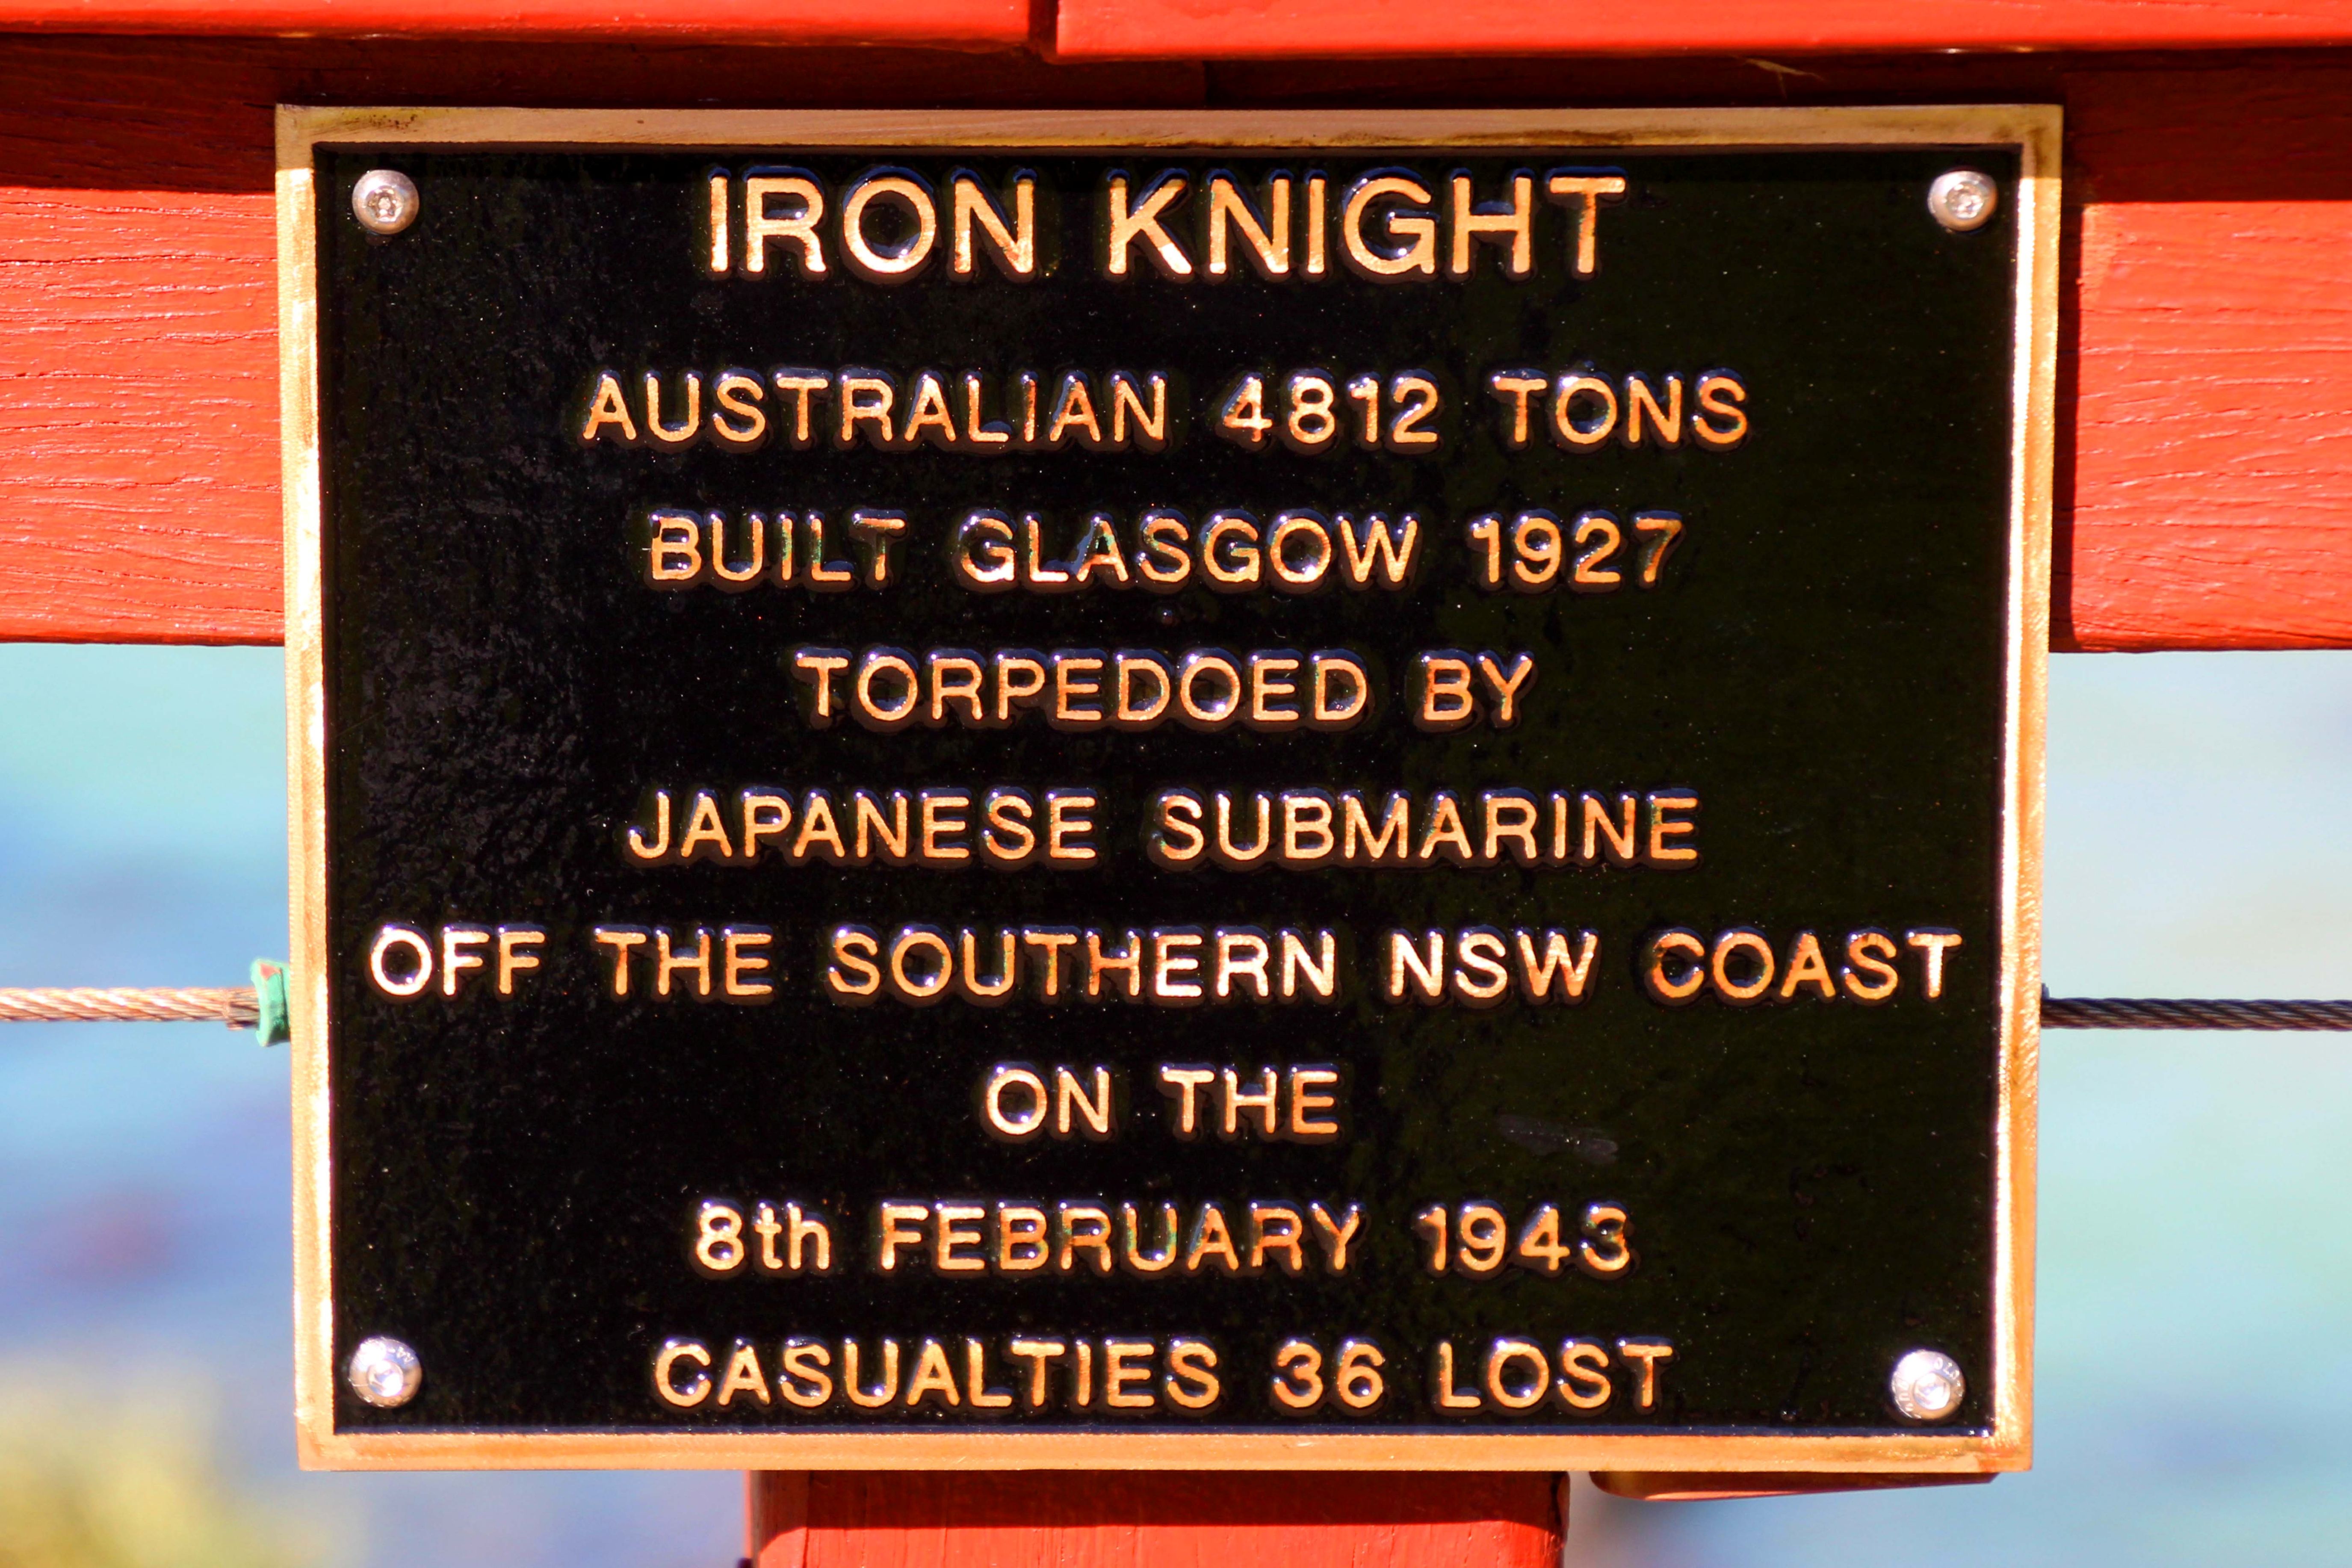 IRON KNIGHT
AUSTRALIAN 4812 TONS
BUILT GLASGOW 1927
TORPEDOED BY
JAPANESE SUBMARINE
OFF THE SOUTHERN NSW COAST
ON THE
8th FEBRUARY 1943
CASUALTIES 36 LOST